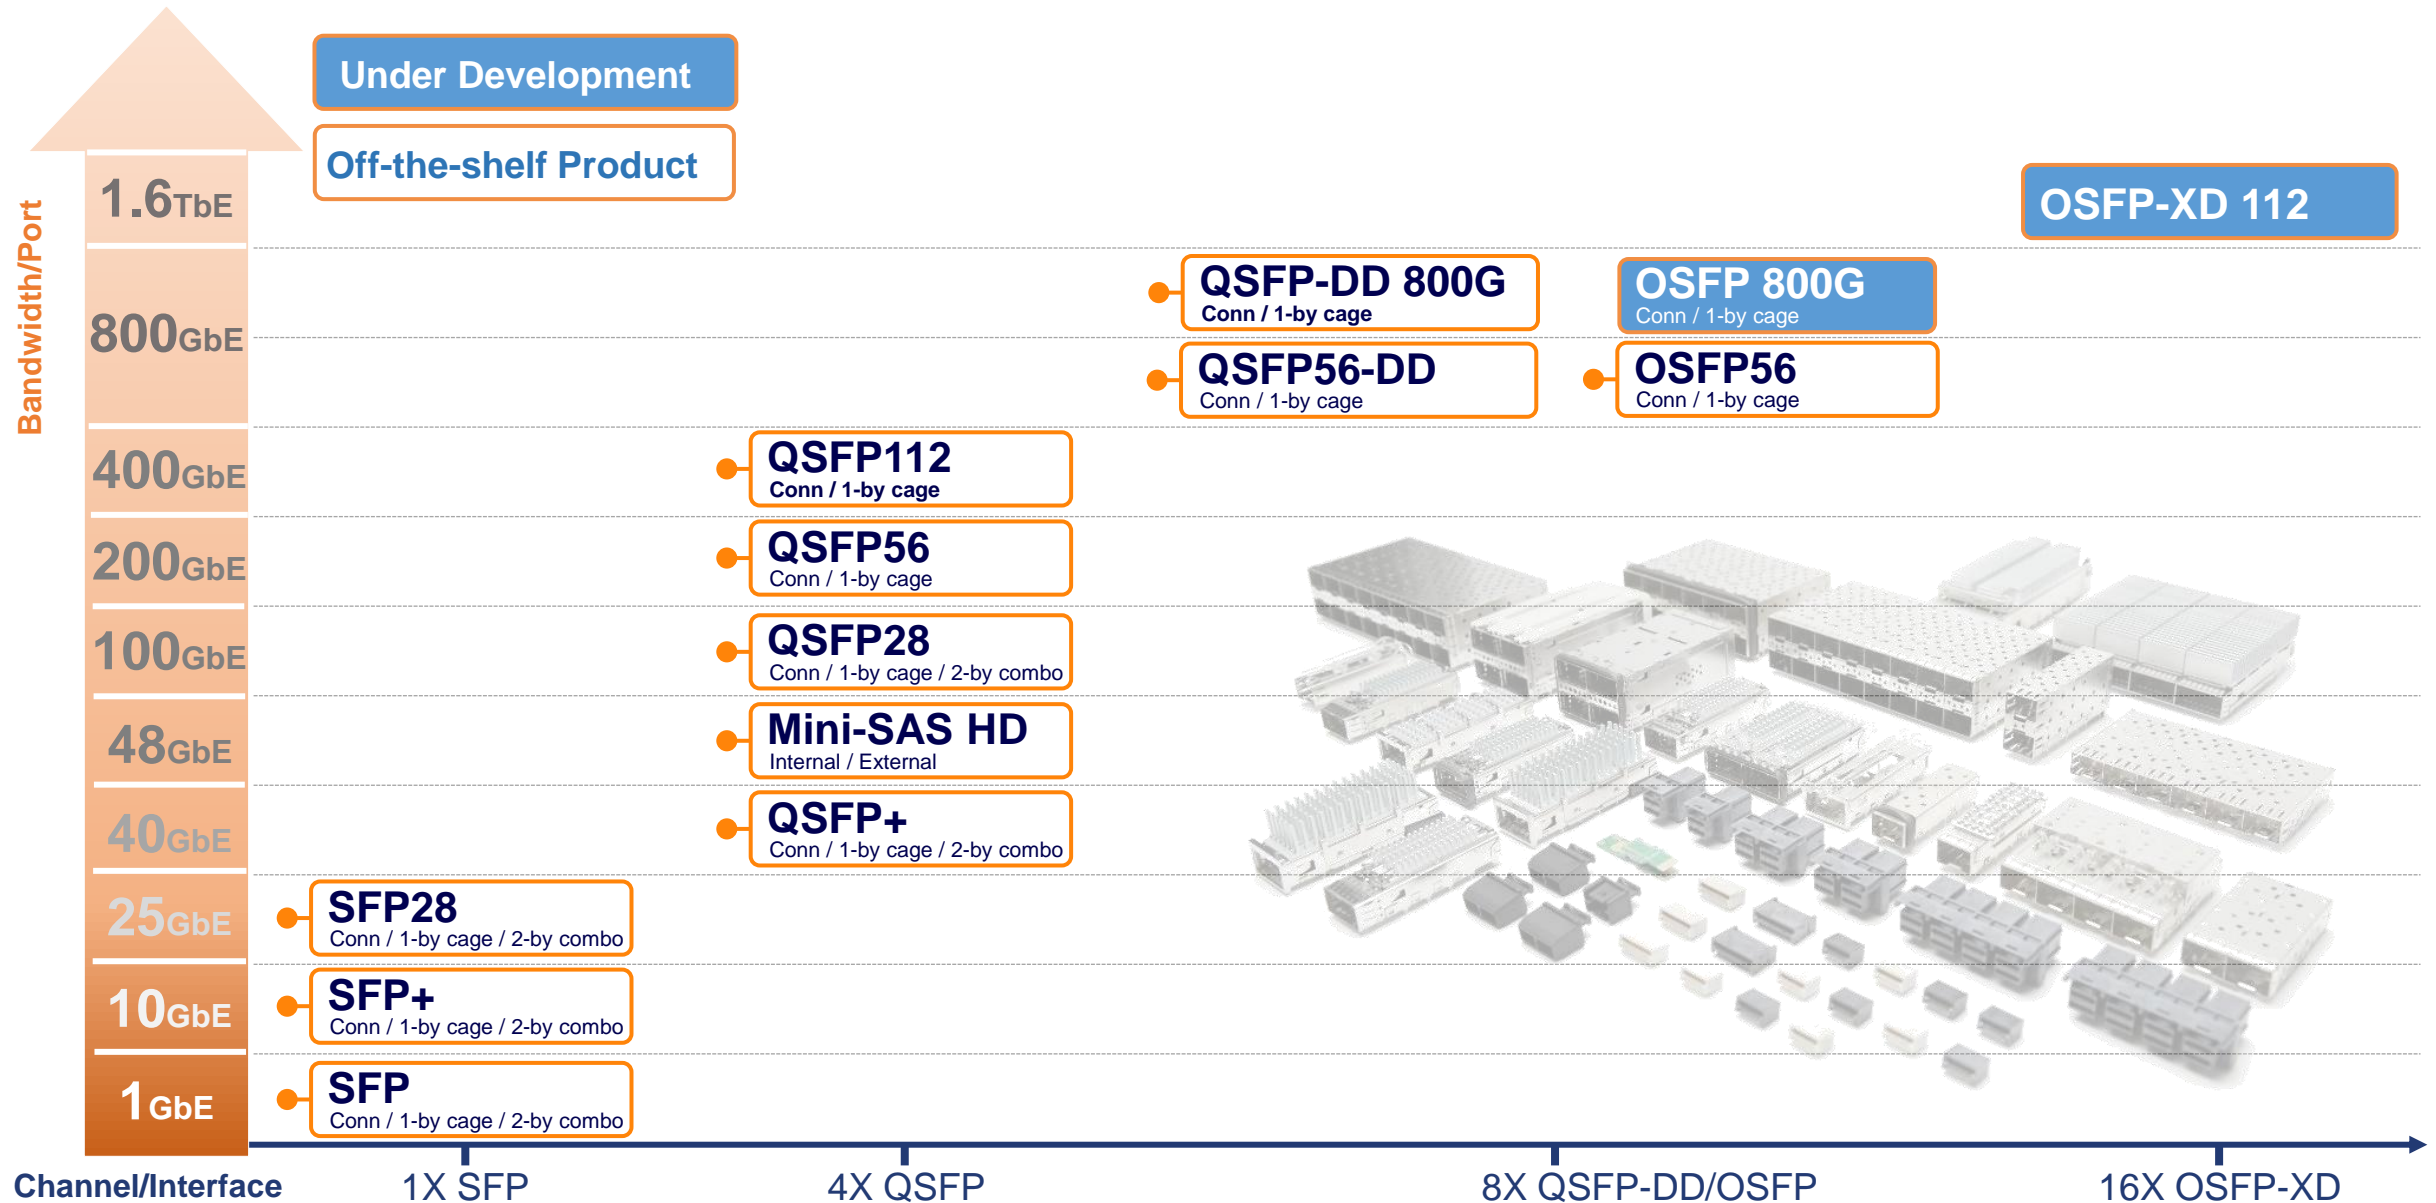 Under Development
Off-the-shelf Product
Bandwidth/Port
1.6TbE
OSFP-XD 112
800GbE
QSFP-DD 800G
Conn / 1-by cage
OSFP 800G
Conn / 1-by cage
QSFP56-DD
Conn / 1-by cage
OSFP56
Conn / 1-by cage
400GbE
QSFP112
Conn / 1-by cage
200GbE
QSFP56
Conn / 1-by cage
100GbE
QSFP28
Conn / 1-by cage / 2-by combo
48GbE
Mini-SAS HD
Internal / External
40GbE
QSFP+
Conn / 1-by cage / 2-by combo
25GbE
SFP28
Conn / 1-by cage / 2-by combo
10GbE
SFP+
Conn / 1-by cage / 2-by combo
1GbE
SFP
Conn / 1-by cage / 2-by combo
Channel/Interface
1X SFP
4X QSFP
8X QSFP-DD/OSFP
16X OSFP-XD